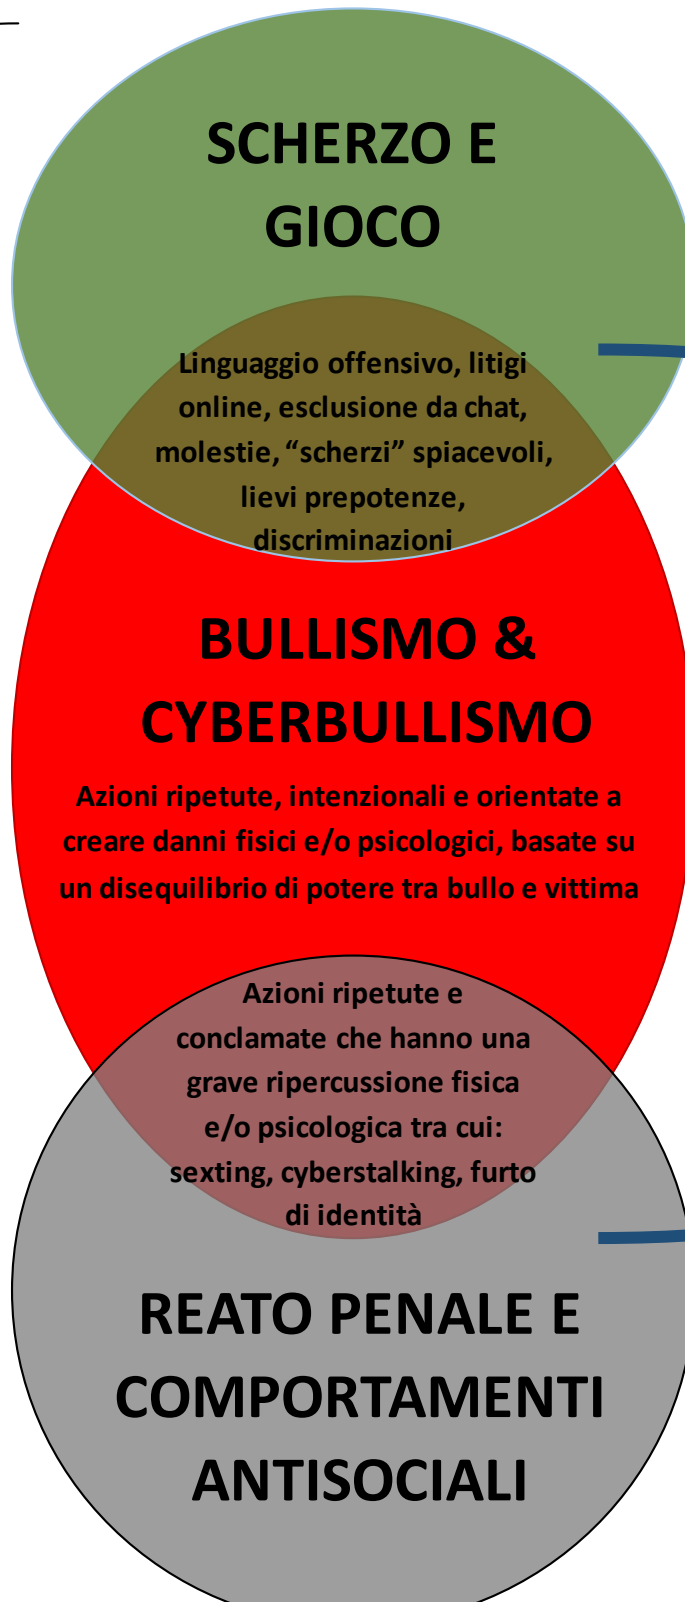 SCHERZO E
GIOCO
Linguaggio offensivo, litigi
online, esclusione da chat,
molestie, “scherzi” spiacevoli,
lievi prepotenze,
discriminazioni
BULLISMO &
CYBERBULLISMO
Azioni ripetute, intenzionali e orientate a
creare danni fisici e/o psicologici, basate su
un disequilibrio di potere tra bullo e vittima
Azioni ripetute e
conclamate che hanno una
grave ripercussione fisica
e/o psicologica tra cui:
sexting, cyberstalking, furto
di identità
REATO PENALE E
COMPORTAMENTI
ANTISOCIALI